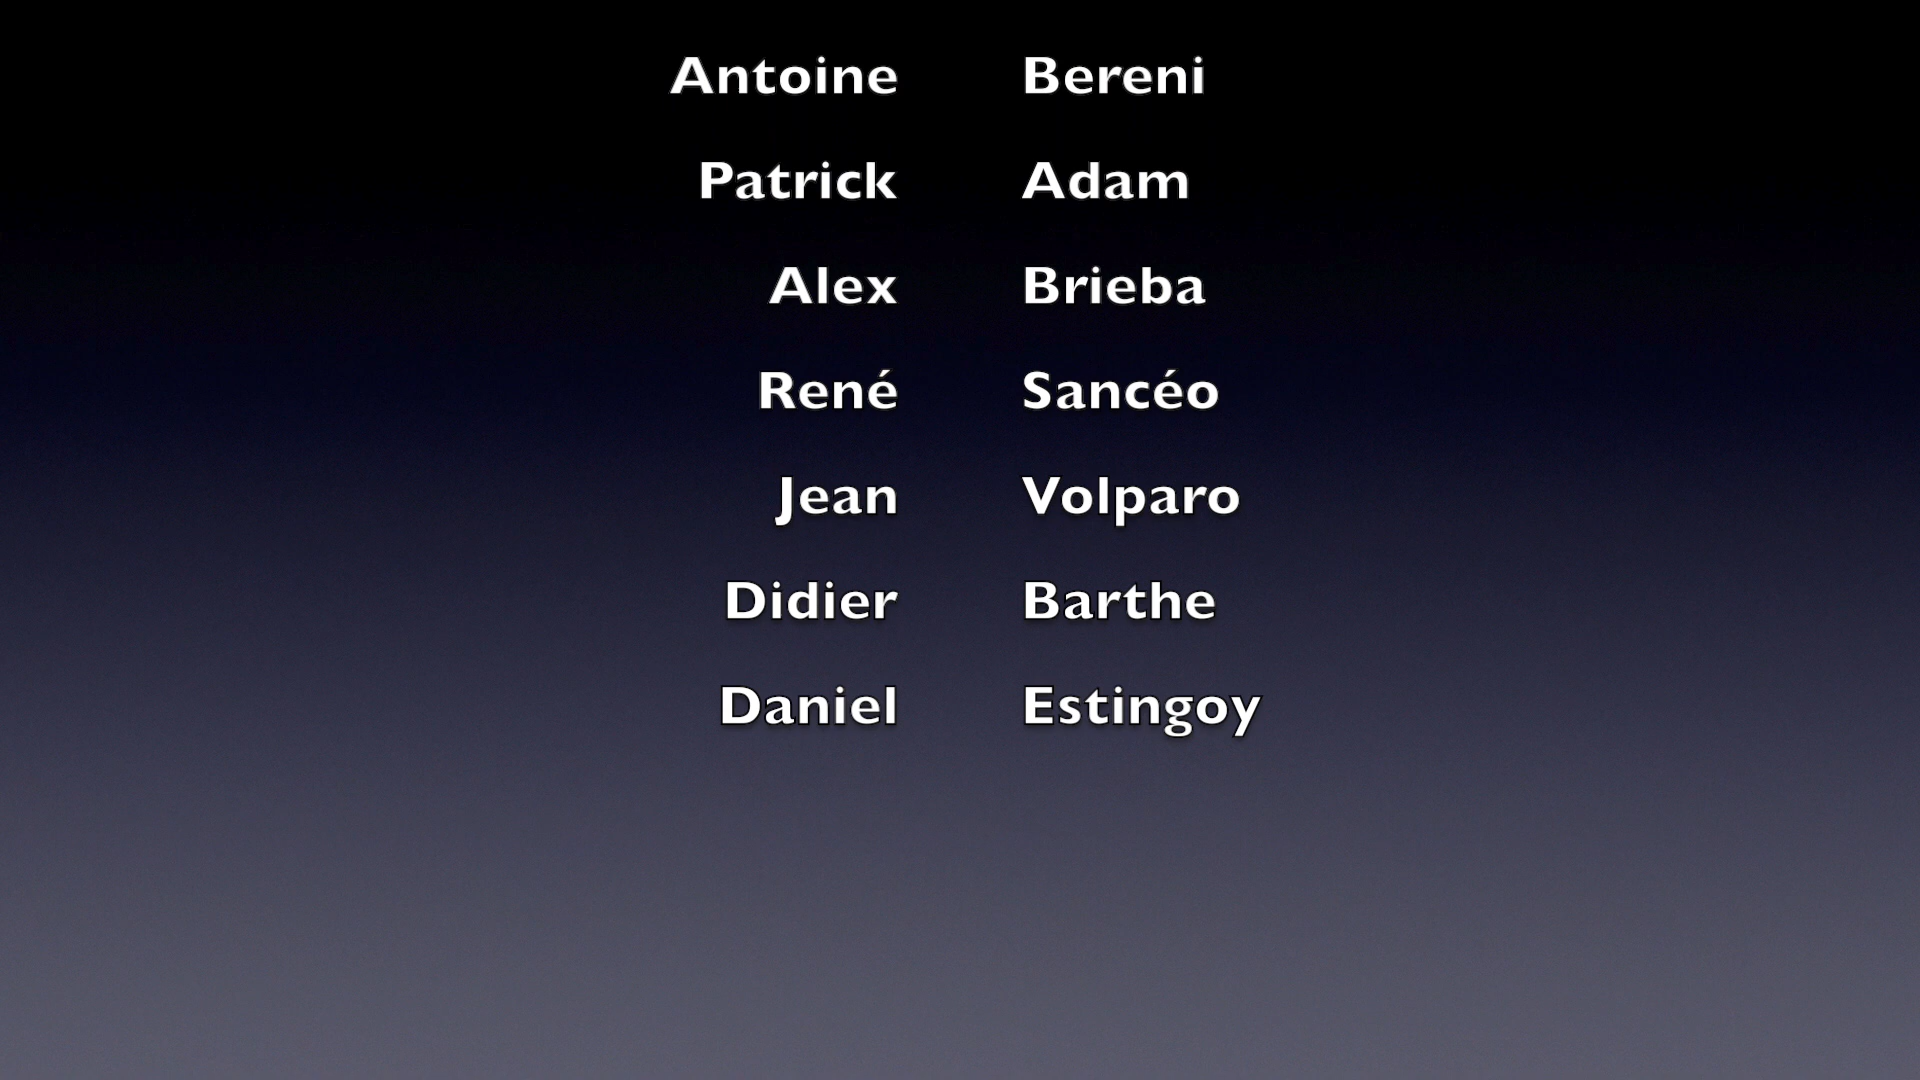 Antoine Bereni
Patrick Adam
Alex Brieba
René Sancéo
Jean Volparo
Didier Barthe
Daniel Estingoy